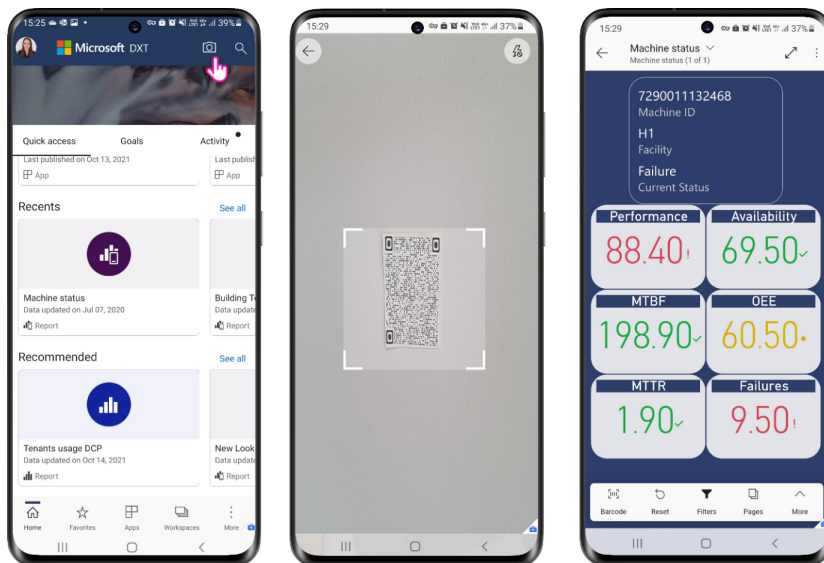 15:25
39%
Microsoft DXT
Quick access Goals Activity
Last published on Oct 13, 2021 Last publish
App App
Recents See all
Machine status Building T
Data updated on Jul 07, 2020 Data update
Report Report
Recommended See all
Tenants usage DCP New Look
Data updated on Oct 14, 2021 Data update
Report Report
Home Favorites Apps Workspaces More
15:29
37%
15:29
37%
Machine status
Machine status (1 of 1)
7290011132468
Machine ID
H1
Facility
Failure
Current Status
Performance Availability
88.40! 69.50
MTBF OEE
198.90 60.50
MTTR Failures
1.90 9.50!
Barcode Reset Filters Pages More